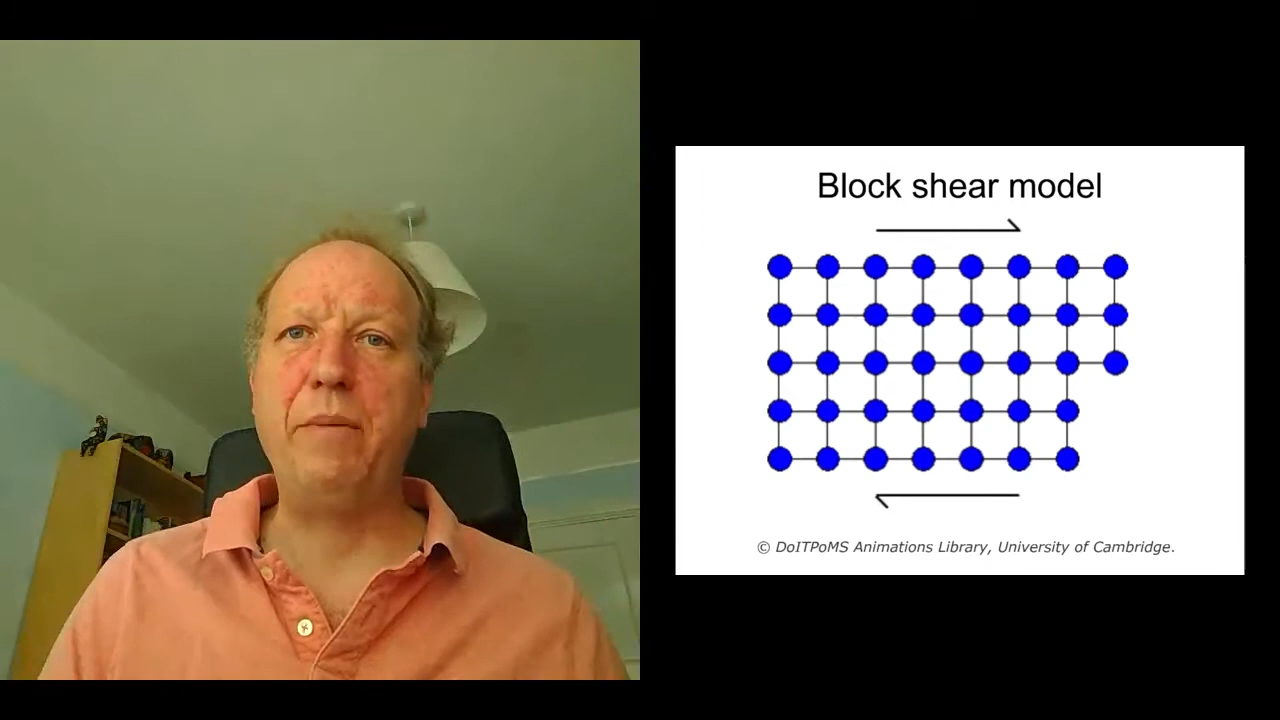 Block shear model
© DoITPoMS Animations Library, University of Cambridge.